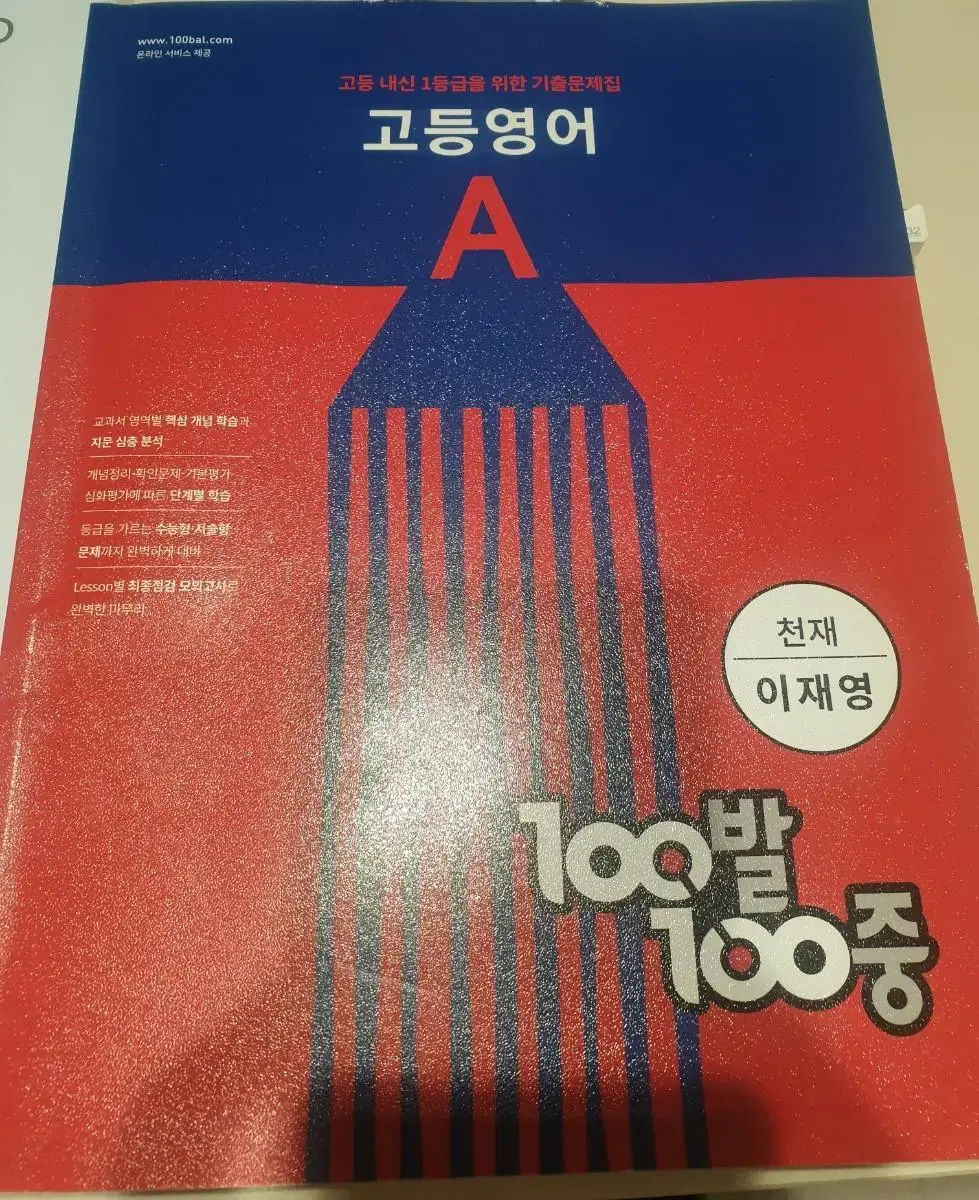 www.100bal.com
온라인 서비스 제공
고등 내신 1등급을 위한 기출문제집
고등영어
A
교과서 영역별 핵심 개념 학습과
지문 심층 분석
개념정리-확인문제-기본평가-
심화평가에 따른 단계별 학습
등급을 가르는 수능형·서술형
문제까지 완벽하게 대비
Lesson별 최종점검 모의고사로
완벽한 마무리
천재
이재영
100발
100중